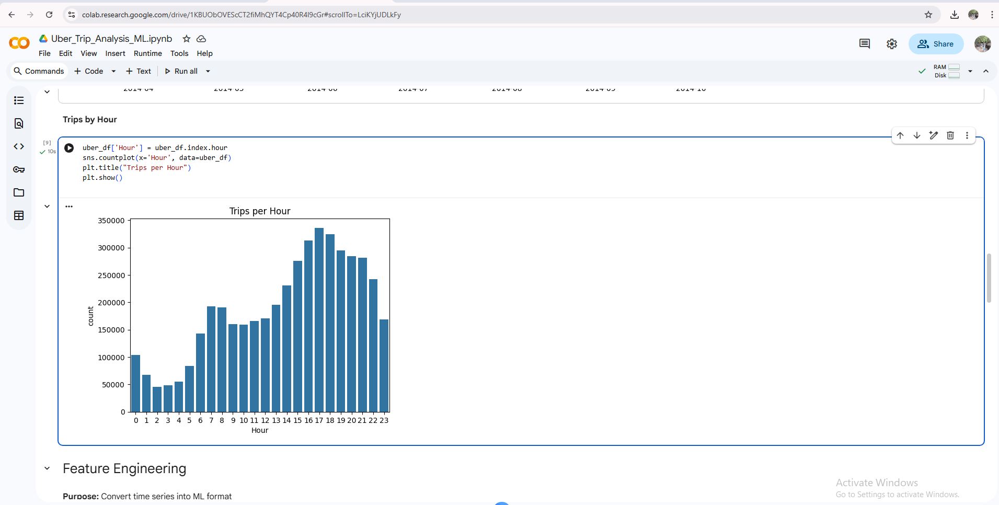 colab.research.google.com/drive/1KBUObOVEScCT2fiMhQYT4Cp40R4I9cGr#scrollTo=LciKYjUDLkFy
Uber_Trip_Analysis_ML.ipynb
File Edit View Insert Runtime Tools Help
Share
Commands + Code + Text Run all
RAM
Disk
2014-04 2014-05 2014-06 2014-07 2014-08 2014-09 2014-10
Trips by Hour
[9]
10s
uber_df['Hour'] = uber_df.index.hour
sns.countplot(x='Hour', data=uber_df)
plt.title("Trips per Hour")
plt.show()
Trips per Hour
350000
300000
250000
200000
150000
100000
50000
0
count
0 1 2 3 4 5 6 7 8 9 10 11 12 13 14 15 16 17 18 19 20 21 22 23
Hour
Feature Engineering
Purpose: Convert time series into ML format
Activate Windows
Go to Settings to activate Windows.